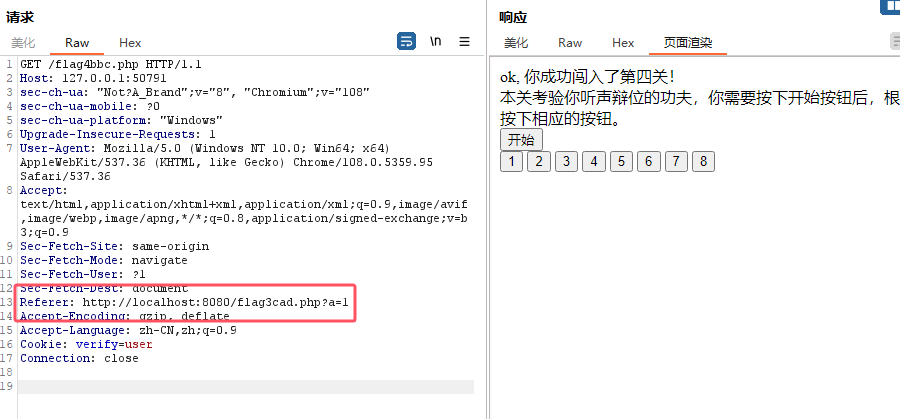 请求
美化 Raw Hex
\n
1 GET /flag4bbc.php HTTP/1.1
2 Host: 127.0.0.1:50791
3 sec-ch-ua: "Not?A_Brand";v="8", "Chromium";v="108"
4 sec-ch-ua-mobile: ?0
5 sec-ch-ua-platform: "Windows"
6 Upgrade-Insecure-Requests: 1
7 User-Agent: Mozilla/5.0 (Windows NT 10.0; Win64; x64)
AppleWebKit/537.36 (KHTML, like Gecko) Chrome/108.0.5359.95
Safari/537.36
8 Accept:
text/html,application/xhtml+xml,application/xml;q=0.9,image/avif
,image/webp,image/apng,*/*;q=0.8,application/signed-exchange;v=b
3;q=0.9
9 Sec-Fetch-Site: same-origin
10 Sec-Fetch-Mode: navigate
11 Sec-Fetch-User: ?1
12 Sec-Fetch-Dest: document
13 Referer: http://localhost:8080/flag3cad.php?a=1
14 Accept-Encoding: gzip, deflate
15 Accept-Language: zh-CN,zh;q=0.9
16 Cookie: verify=user
17 Connection: close
18
19
响应
美化 Raw Hex 页面渲染
ok, 你成功闯入了第四关！
本关考验你听声辩位的功夫，你需要按下开始按钮后，根
按下相应的按钮。
开始
1 2 3 4 5 6 7 8